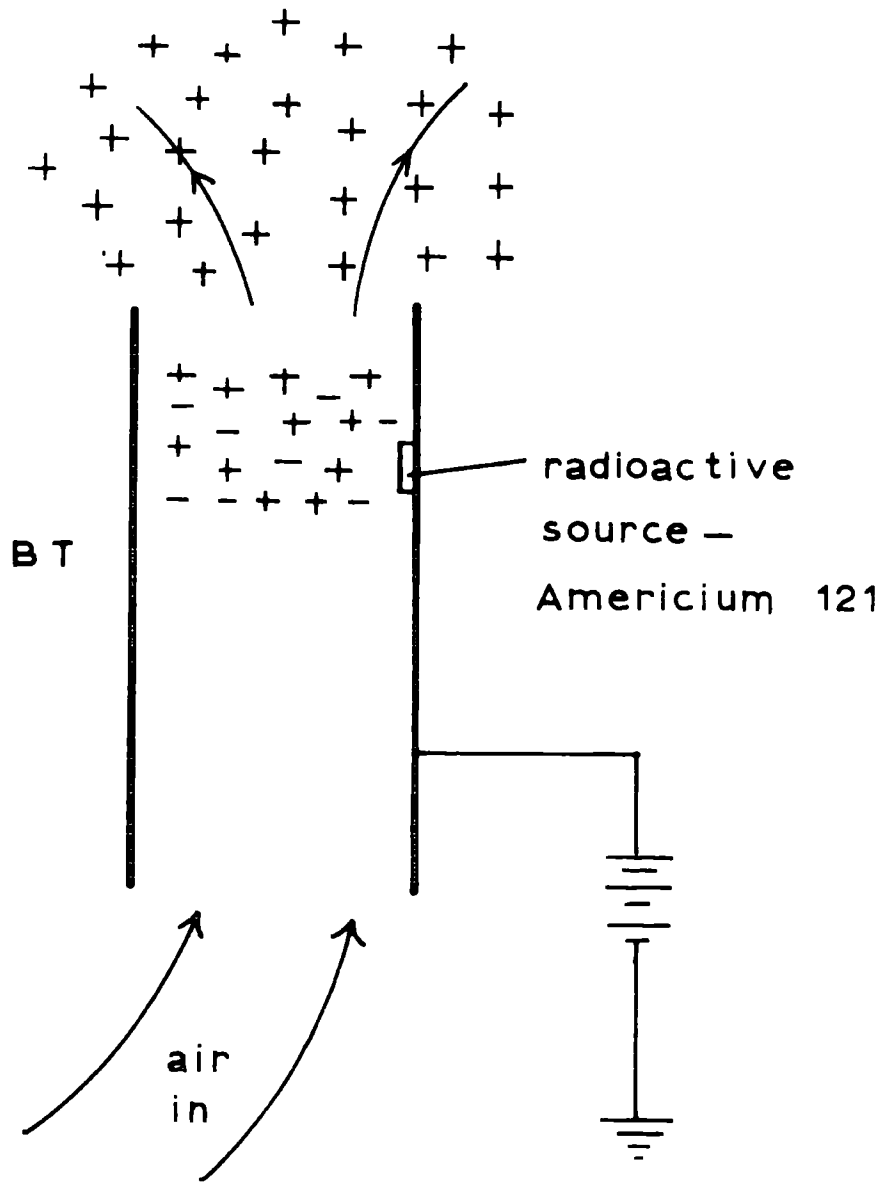 radioactive
source –
Americium 121
BT
air
in